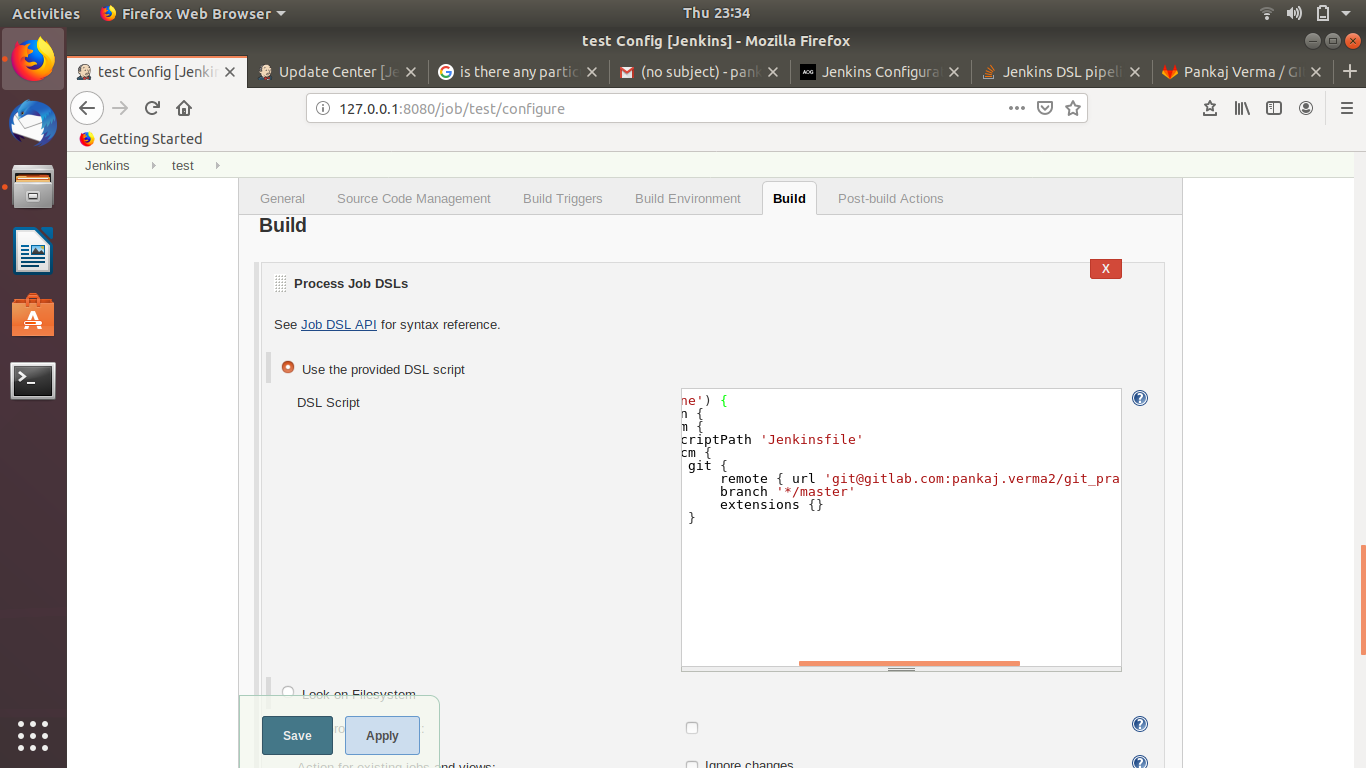 Activities
Firefox Web Browser
Thu 23:34
test Config [Jenkins] - Mozilla Firefox
test Config [Jenki
Update Center [Je
is there any partic
(no subject) - pank
ACG
Jenkins Configura
Jenkins DSL pipeli
Pankaj Verma / G
127.0.0.1:8080/job/test/configure
Getting Started
Jenkins
test
General
Source Code Management
Build Triggers
Build Environment
Build
Post-build Actions
Build
X
Process Job DSLs
See Job DSL API for syntax reference.
Use the provided DSL script
DSL Script
ne') {
n {
m {
criptPath 'Jenkinsfile'
cm {
git {
remote { url 'git@gitlab.com:pankaj.verma2/git_pra
branch '*/master'
extensions {}
}
Look on Filesystem
Save
Apply
Action for existing jobs and views:
Ignore changes